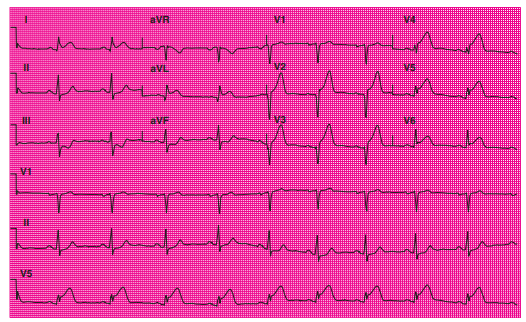 I aVR V1 V4
II aVL V2 V5
III aVF V3 V6
V1
II
V5